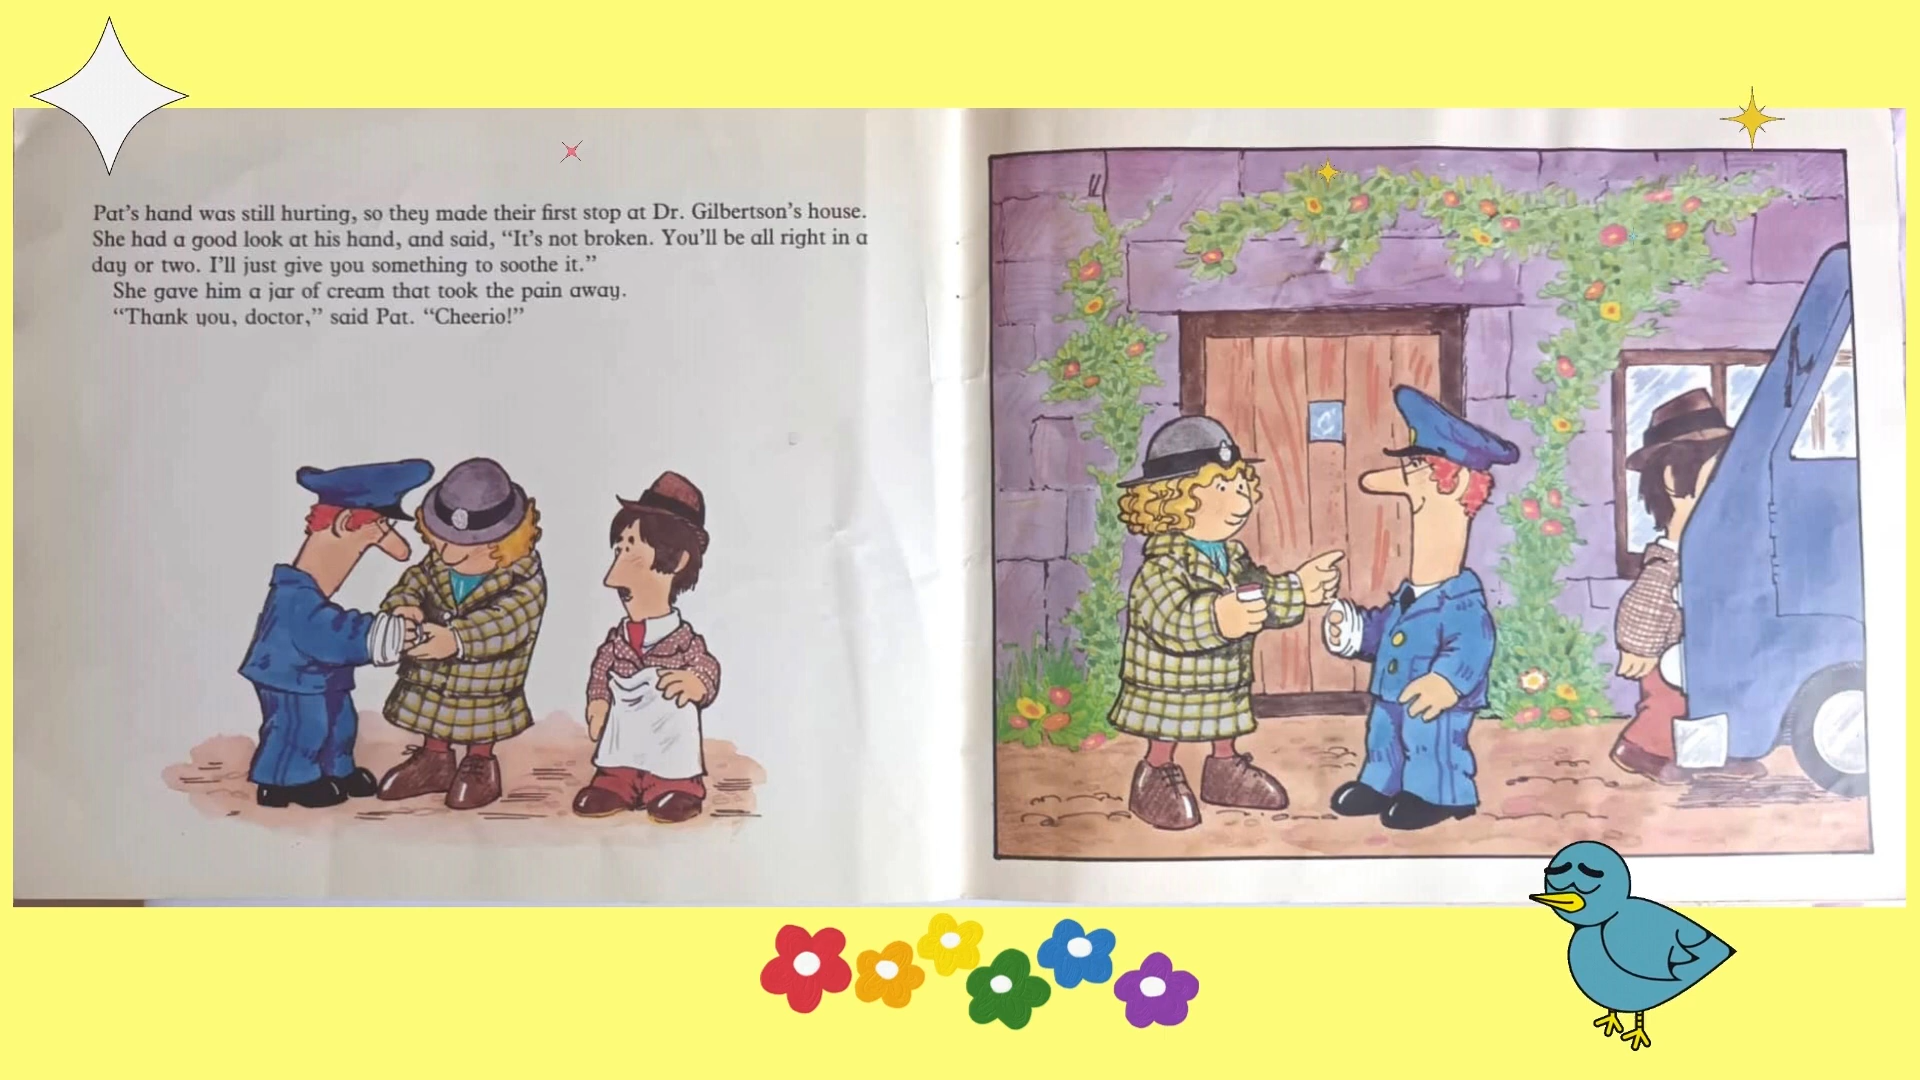 Pat's hand was still hurting, so they made their first stop at Dr. Gilbertson's house.
She had a good look at his hand, and said, “It's not broken. You'll be all right in a
day or two. I'll just give you something to soothe it.”
She gave him a jar of cream that took the pain away.
“Thank you, doctor,” said Pat. “Cheerio!”